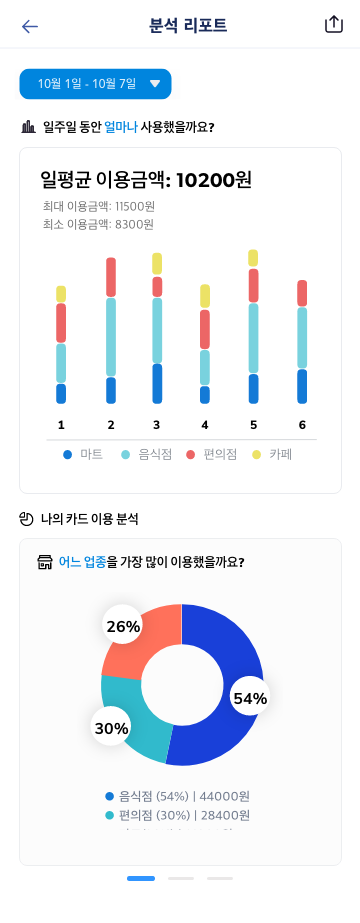 분석 리포트
10월 1일 - 10월 7일
일주일 동안 얼마나 사용했을까요?
일평균 이용금액: 10200원
최대 이용금액: 11500원
최소 이용금액: 8300원
1 2 3 4 5 6
마트 음식점 편의점 카페
나의 카드 이용 분석
어느 업종을 가장 많이 이용했을까요?
26%
54%
30%
음식점 (54%) | 44000원
편의점 (30%) | 28400원